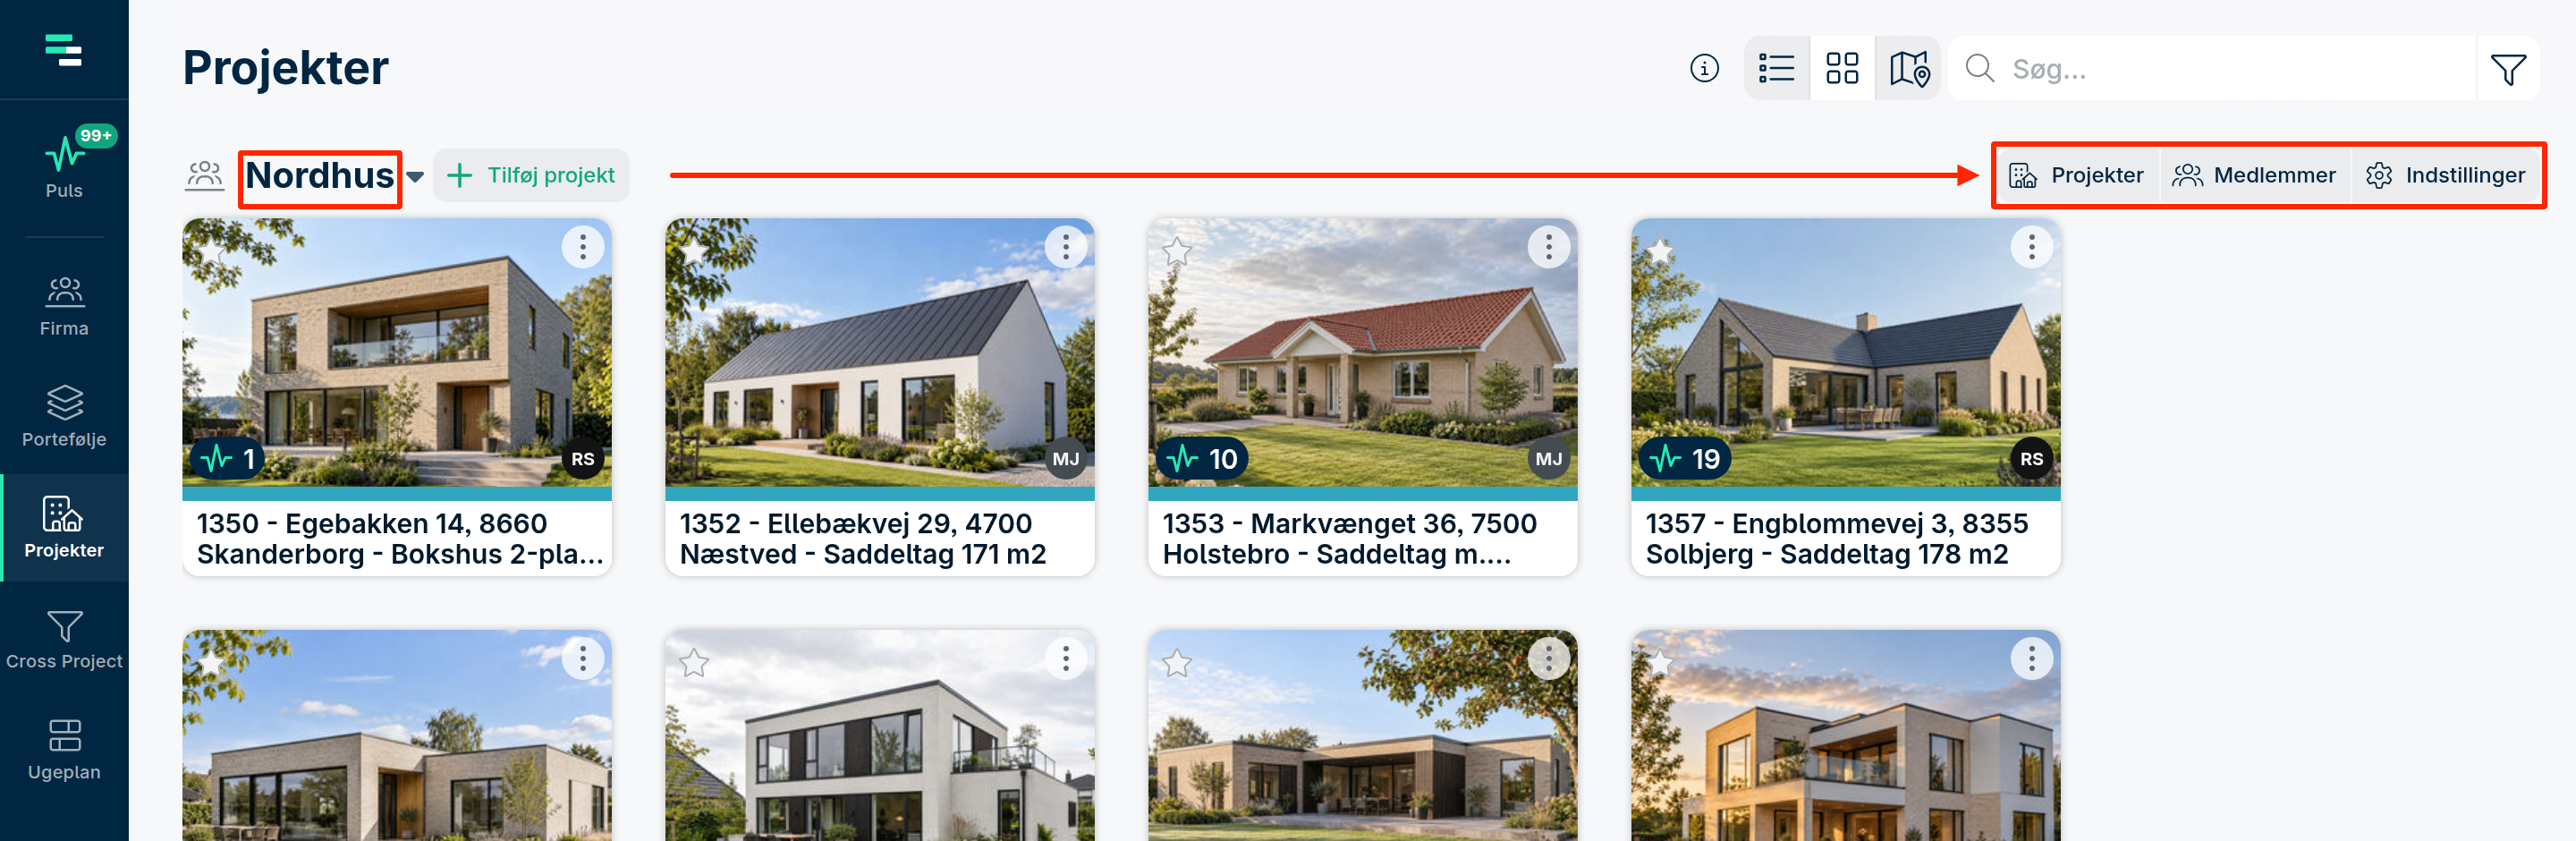 Projekter
Søg...
99+
Puls
Nordhus
Tilføj projekt
Projekter
Medlemmer
Indstillinger
Firma
Portefølje
Projekter
Cross Project
Ugeplan
1
RS
1350 - Egebakken 14, 8660
Skanderborg - Bokshus 2-pla...
MJ
1352 - Ellebækvej 29, 4700
Næstved - Saddeltag 171 m2
10
MJ
1353 - Markvænget 36, 7500
Holstebro - Saddeltag m....
19
RS
1357 - Engblommevej 3, 8355
Solbjerg - Saddeltag 178 m2